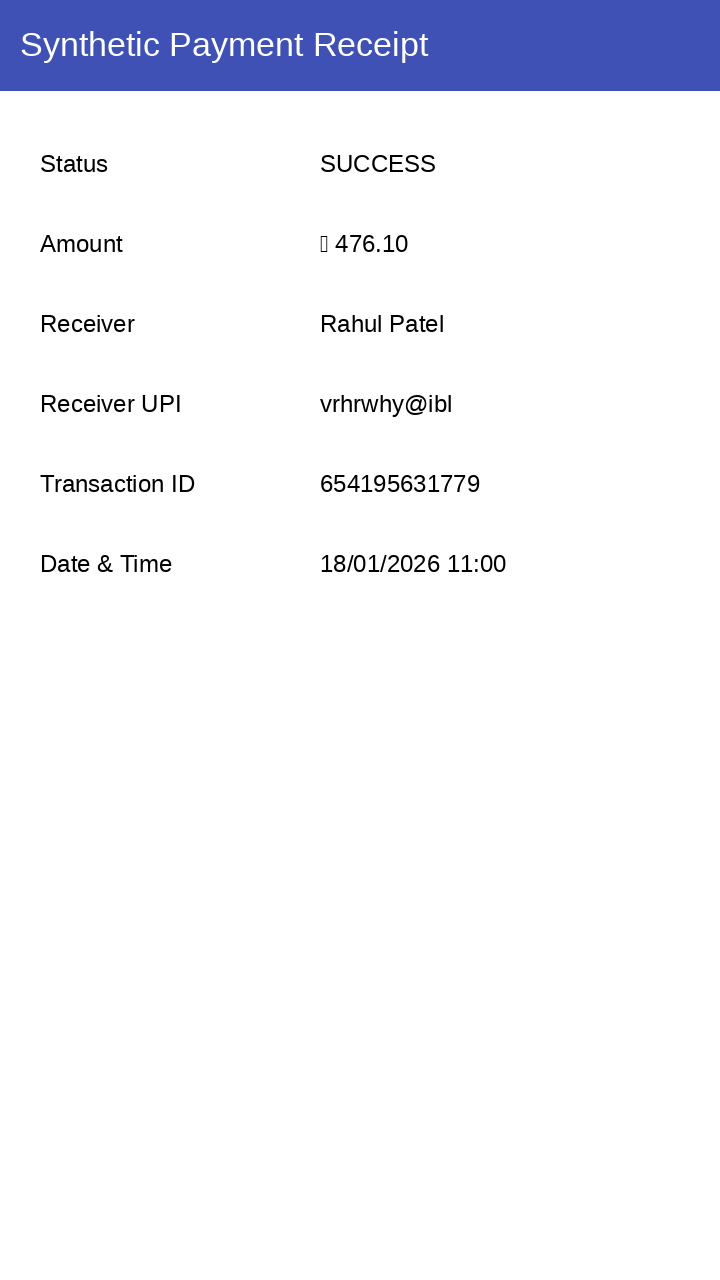 Synthetic Payment Receipt
Status SUCCESS
Amount 476.10
Receiver Rahul Patel
Receiver UPI vrhrwhy@ibl
Transaction ID 654195631779
Date & Time 18/01/2026 11:00